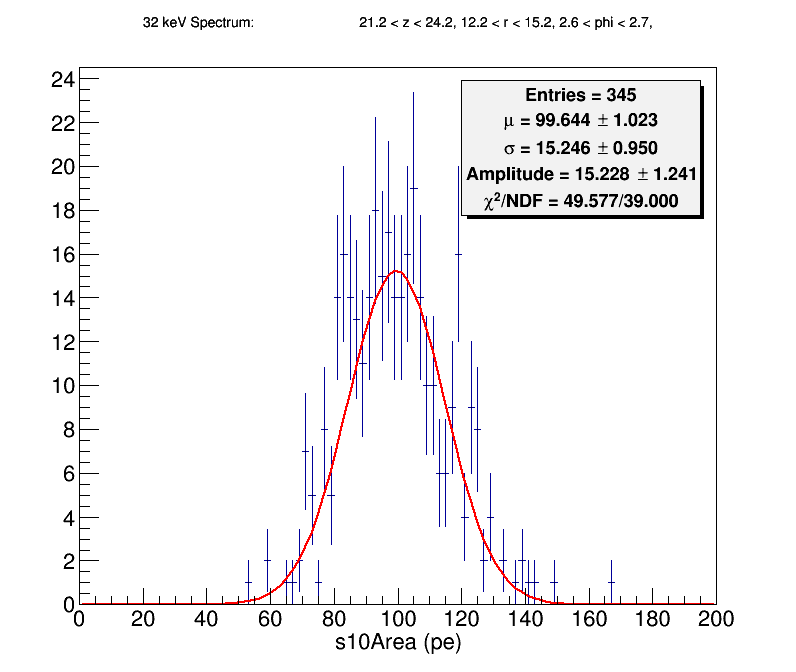 32 keV Spectrum: 21.2 < z < 24.2, 12.2 < r < 15.2, 2.6 < phi < 2.7,
Entries = 345
μ = 99.644 ± 1.023
σ = 15.246 ± 0.950
Amplitude = 15.228 ± 1.241
χ²/NDF = 49.577/39.000
24
22
20
18
16
14
12
10
8
6
4
2
0
0 20 40 60 80 100 120 140 160 180 200
s10Area (pe)